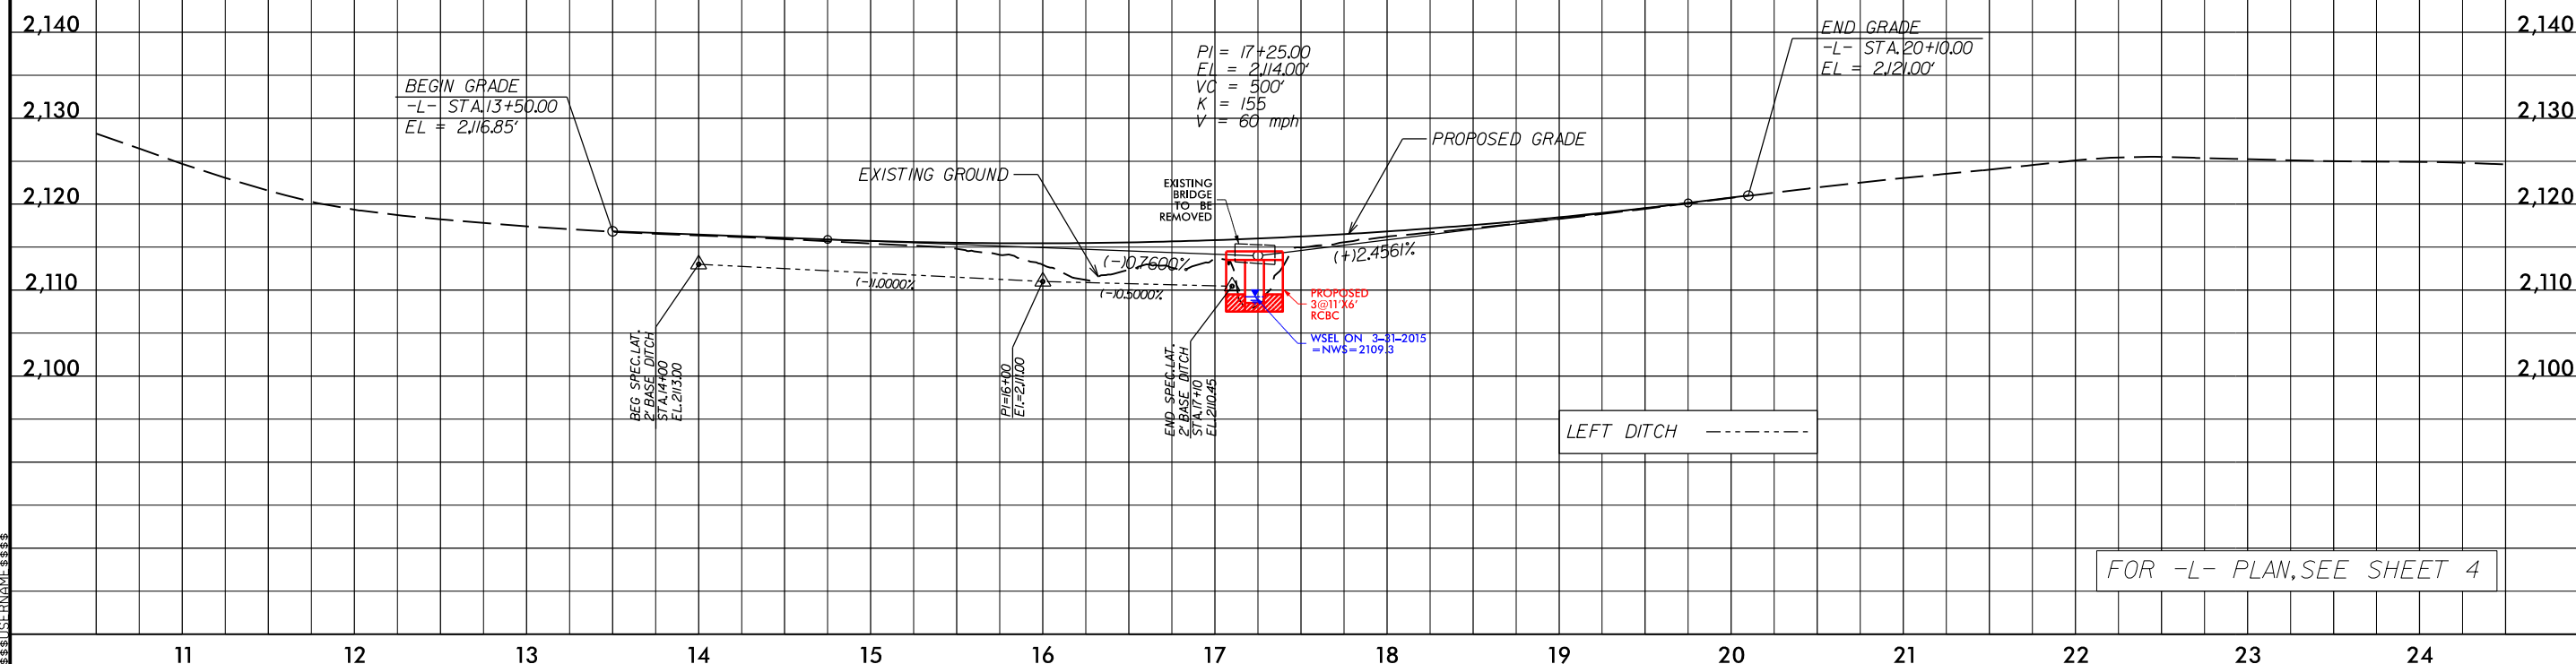 2,140
2,130
2,120
2,110
2,100
BEGIN GRADE
-L- STA.13+50.00
EL = 2,116.85'
EXISTING GROUND
PI = 17+25.00
EL = 2,114.00'
VC = 500'
K = 155
V = 60 mph
EXISTING
BRIDGE
TO BE
REMOVED
PROPOSED GRADE
END GRADE
-L- STA.20+10.00
EL = 2,121.00'
2,140
2,130
2,120
2,110
2,100
(-)0.7600%
(+)2.4561%
(-)1.0000%
(-)0.5000%
PROPOSED
3@11'X6'
RCBC
WSEL ON 3-31-2015
=NWS=2109.3
BEG SPEC.LAT.
2' BASE DITCH
STA.14+00
EL.2113.00
PI=16+00
El.=2,111.00
END SPEC.LAT.
2' BASE DITCH
STA.17+10
EL.2110.45
LEFT DITCH
FOR -L- PLAN,SEE SHEET 4
11 12 13 14 15 16 17 18 19 20 21 22 23 24